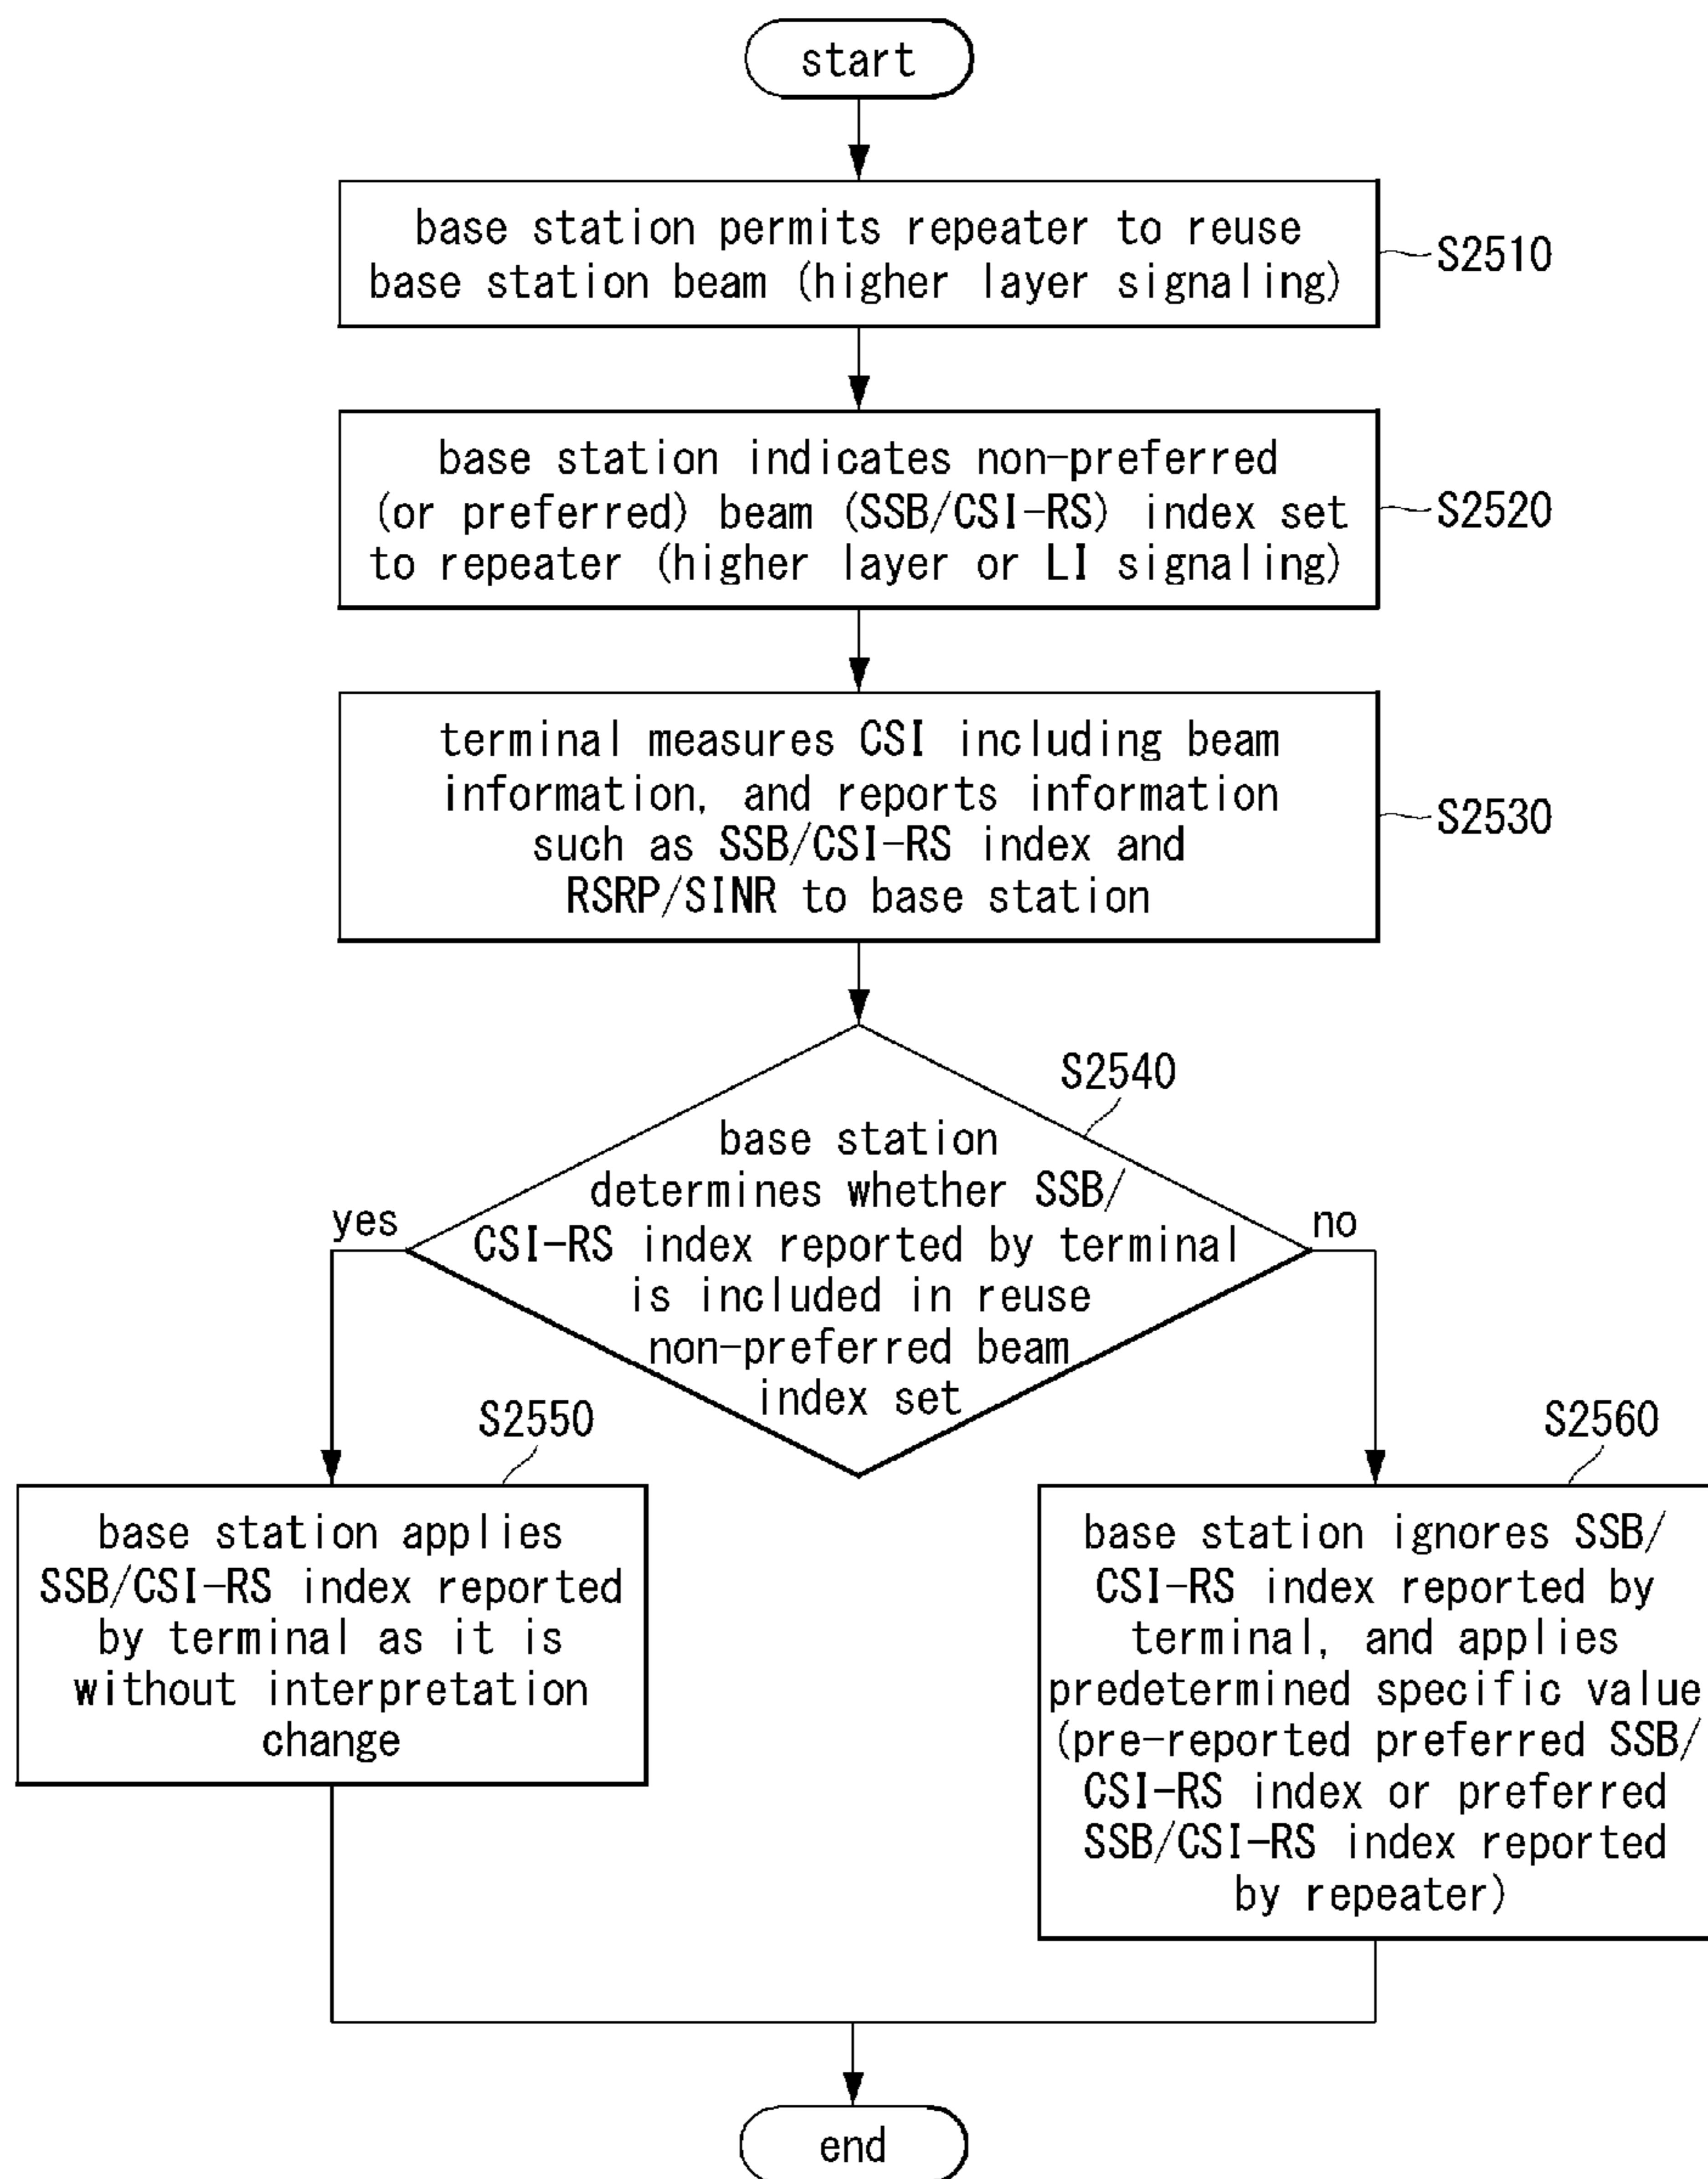 start
base station permits repeater to reuse
base station beam (higher layer signaling)
S2510
base station indicates non-preferred
(or preferred) beam (SSB/CSI-RS) index set
to repeater (higher layer or LI signaling)
S2520
terminal measures CSI including beam
information, and reports information
such as SSB/CSI-RS index and
RSRP/SINR to base station
S2530
S2540
base station
determines whether SSB/
CSI-RS index reported by terminal
is included in reuse
non-preferred beam
index set
yes
no
S2550
base station applies
SSB/CSI-RS index reported
by terminal as it is
without interpretation
change
S2560
base station ignores SSB/
CSI-RS index reported by
terminal, and applies
predetermined specific value
(pre-reported preferred SSB/
CSI-RS index or preferred
SSB/CSI-RS index reported
by repeater)
end